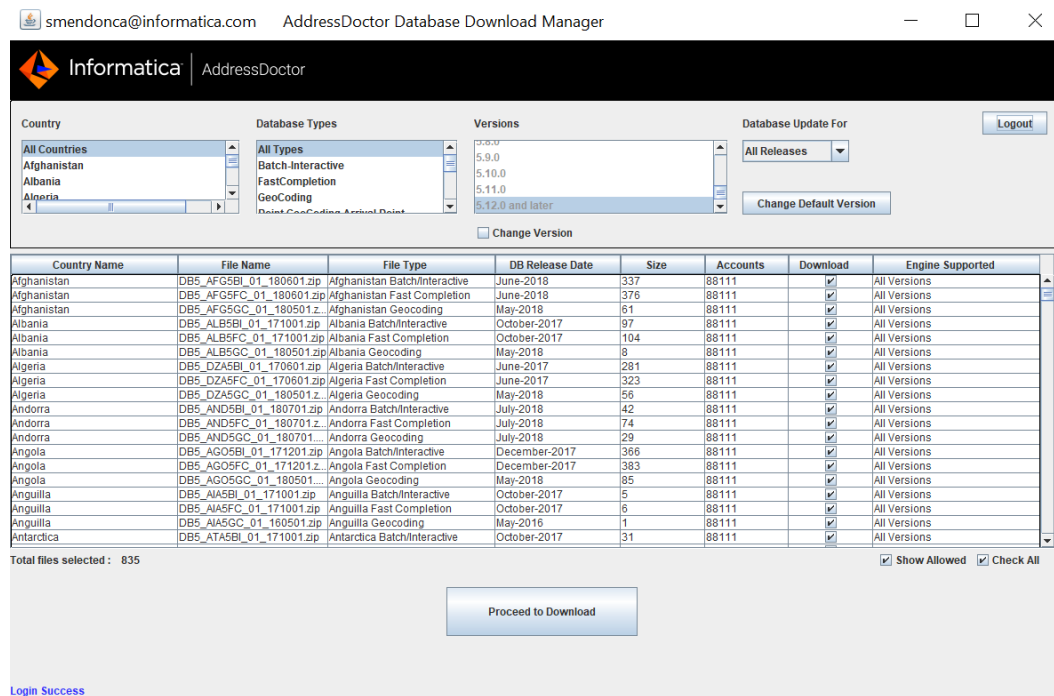 smendonca@informatica.com AddressDoctor Database Download Manager
Informatica AddressDoctor
Country Database Types Versions Database Update For Logout
All Countries All Types 5.8.0 All Releases
Afghanistan Batch-Interactive 5.9.0
Albania FastCompletion 5.10.0
Algeria GeoCoding 5.11.0 Change Default Version
Point GeoCoding Arrival Point 5.12.0 and later
Change Version
Country Name File Name File Type DB Release Date Size Accounts Download Engine Supported
Afghanistan DB5_AFG5BI_01_180601.zip Afghanistan Batch/Interactive June-2018 337 88111 All Versions
Afghanistan DB5_AFG5FC_01_180601.zip Afghanistan Fast Completion June-2018 376 88111 All Versions
Afghanistan DB5_AFG5GC_01_180501.z... Afghanistan Geocoding May-2018 61 88111 All Versions
Albania DB5_ALB5BI_01_171001.zip Albania Batch/Interactive October-2017 97 88111 All Versions
Albania DB5_ALB5FC_01_171001.zip Albania Fast Completion October-2017 104 88111 All Versions
Albania DB5_ALB5GC_01_180501.zip Albania Geocoding May-2018 8 88111 All Versions
Algeria DB5_DZA5BI_01_170601.zip Algeria Batch/Interactive June-2017 281 88111 All Versions
Algeria DB5_DZA5FC_01_170601.zip Algeria Fast Completion June-2017 323 88111 All Versions
Algeria DB5_DZA5GC_01_180501.z... Algeria Geocoding May-2018 56 88111 All Versions
Andorra DB5_AND5BI_01_180701.zip Andorra Batch/Interactive July-2018 42 88111 All Versions
Andorra DB5_AND5FC_01_180701.z... Andorra Fast Completion July-2018 74 88111 All Versions
Andorra DB5_AND5GC_01_180701.... Andorra Geocoding July-2018 29 88111 All Versions
Angola DB5_AGO5BI_01_171201.zip Angola Batch/Interactive December-2017 366 88111 All Versions
Angola DB5_AGO5FC_01_171201.z... Angola Fast Completion December-2017 383 88111 All Versions
Angola DB5_AGO5GC_01_180501.... Angola Geocoding May-2018 85 88111 All Versions
Anguilla DB5_AIA5BI_01_171001.zip Anguilla Batch/Interactive October-2017 5 88111 All Versions
Anguilla DB5_AIA5FC_01_171001.zip Anguilla Fast Completion October-2017 6 88111 All Versions
Anguilla DB5_AIA5GC_01_160501.zip Anguilla Geocoding May-2016 1 88111 All Versions
Antarctica DB5_ATA5BI_01_171001.zip Antarctica Batch/Interactive October-2017 31 88111 All Versions
Total files selected : 835 Show Allowed Check All
Proceed to Download
Login Success